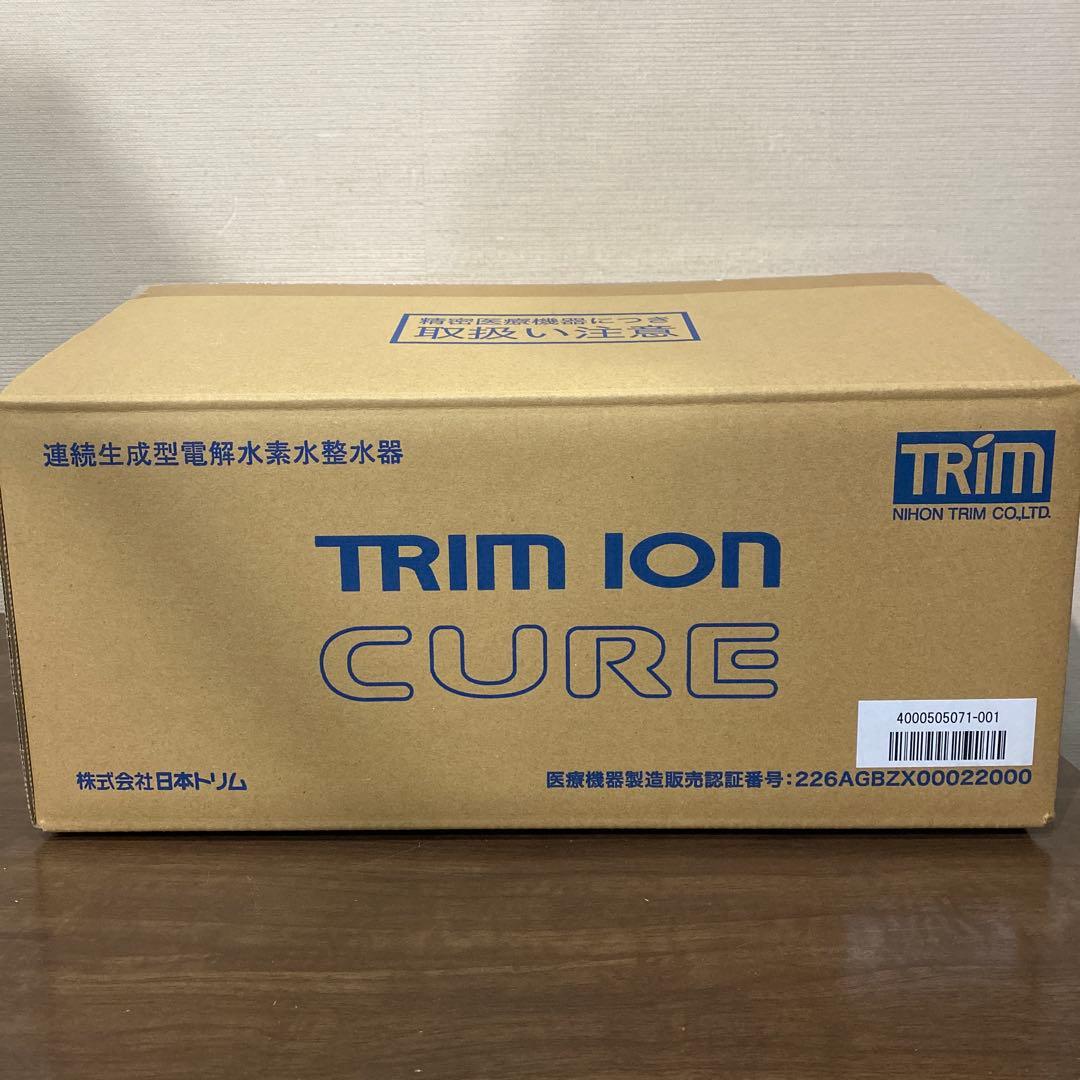 精密医療機器につき
取扱い注意
連続生成型電解水素水整水器
TRIM
NIHON TRIM CO.,LTD.
TRIM ION
CURE
4000505071-001
株式会社日本トリム
医療機器製造販売認証番号:226AGBZX00022000